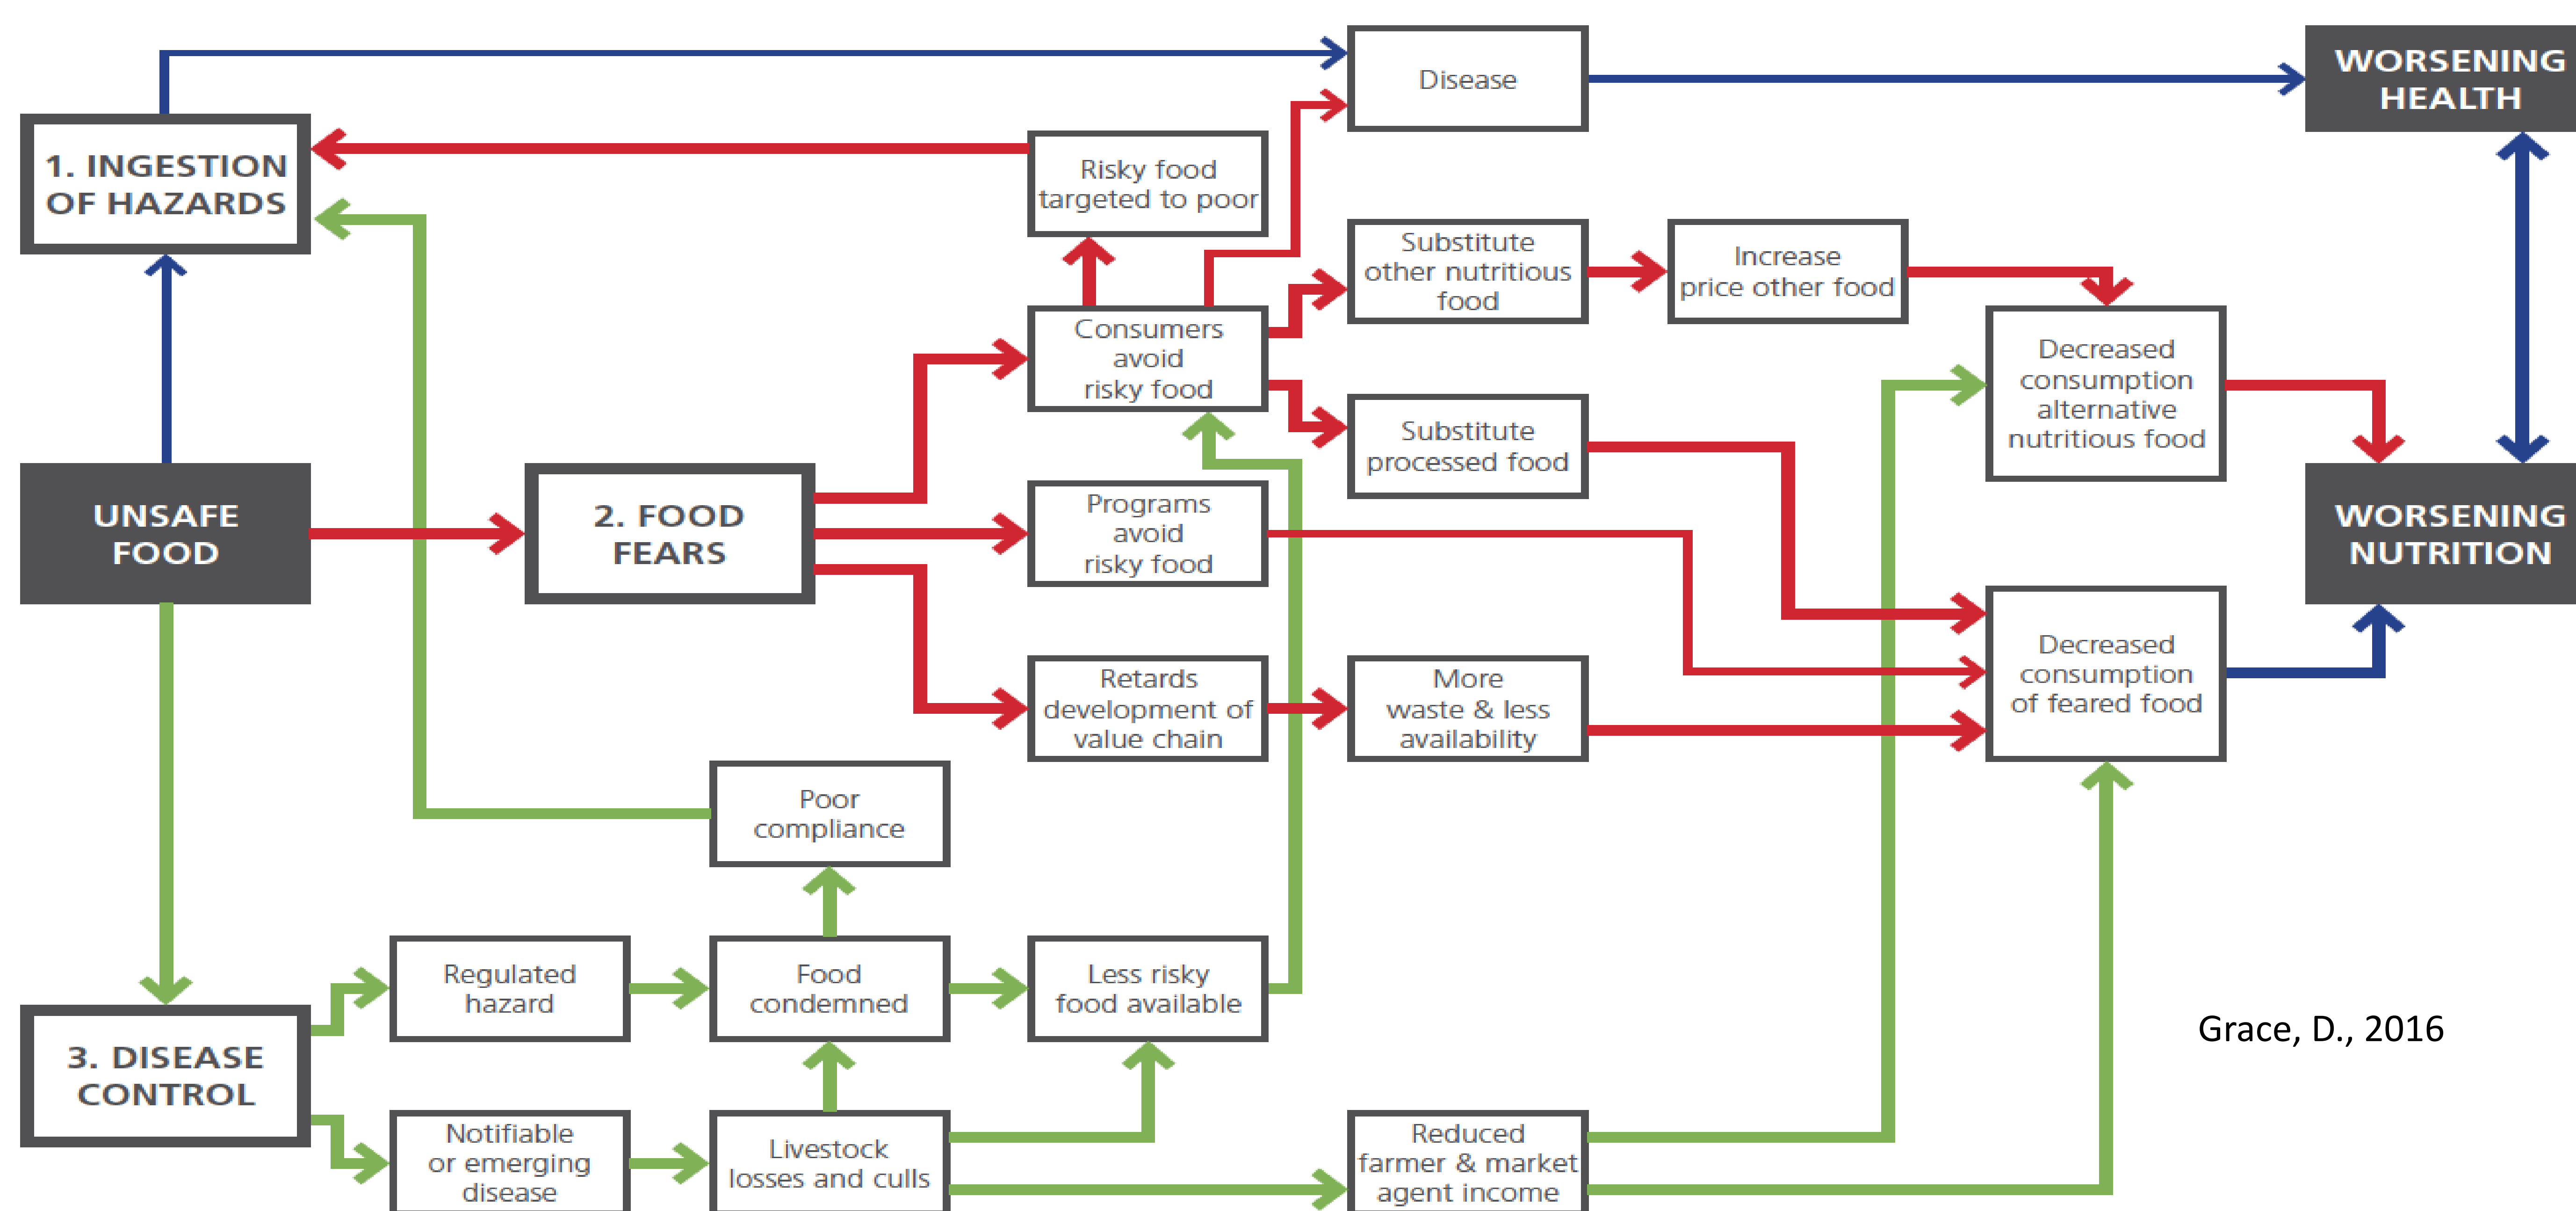 Disease
WORSENING
HEALTH
1. INGESTION
OF HAZARDS
Risky food
targeted to poor
Substitute
other nutritious
food
Increase
price other food
Consumers
avoid
risky food
Decreased
consumption
alternative
nutritious food
Substitute
processed food
UNSAFE
FOOD
2. FOOD
FEARS
Programs
avoid
risky food
WORSENING
NUTRITION
Retards
development of
value chain
More
waste & less
availability
Decreased
consumption
of feared food
Poor
compliance
Regulated
hazard
Food
condemned
Less risky
food available
Grace, D., 2016
3. DISEASE
CONTROL
Notifiable
or emerging
disease
Livestock
losses and culls
Reduced
farmer & market
agent income